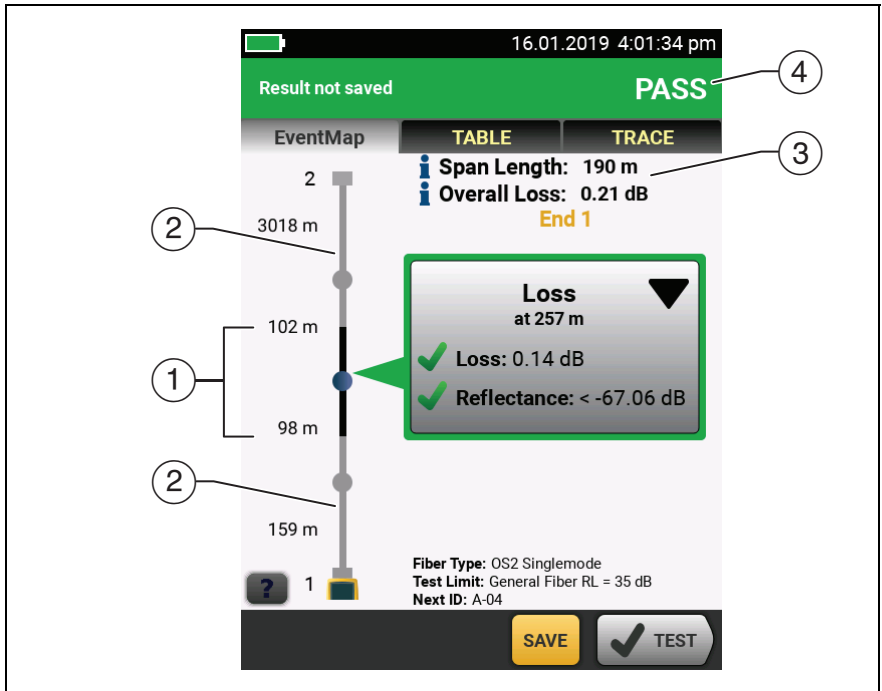 16.01.2019 4:01:34 pm
Result not saved
PASS
4
EventMap
TABLE
TRACE
3
2
Span Length: 190 m
Overall Loss: 0.21 dB
End 1
3018 m
2
Loss
at 257 m
102 m
Loss: 0.14 dB
1
Reflectance: < -67.06 dB
98 m
2
159 m
Fiber Type: OS2 Singlemode
Test Limit: General Fiber RL = 35 dB
Next ID: A-04
?
1
SAVE
TEST